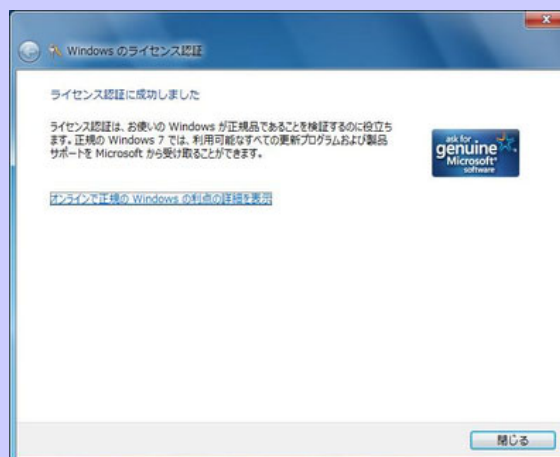 Windows のライセンス認証
ライセンス認証に成功しました
ライセンス認証は、お使いの Windows が正規品であることを検証するのに役立ち
ます。正規の Windows 7 では、利用可能なすべての更新プログラムおよび製品
サポートを Microsoft から受け取ることができます。
ask for
genuine
Microsoft®
software
オンラインで正規の Windows の利点の詳細を表示
閉じる